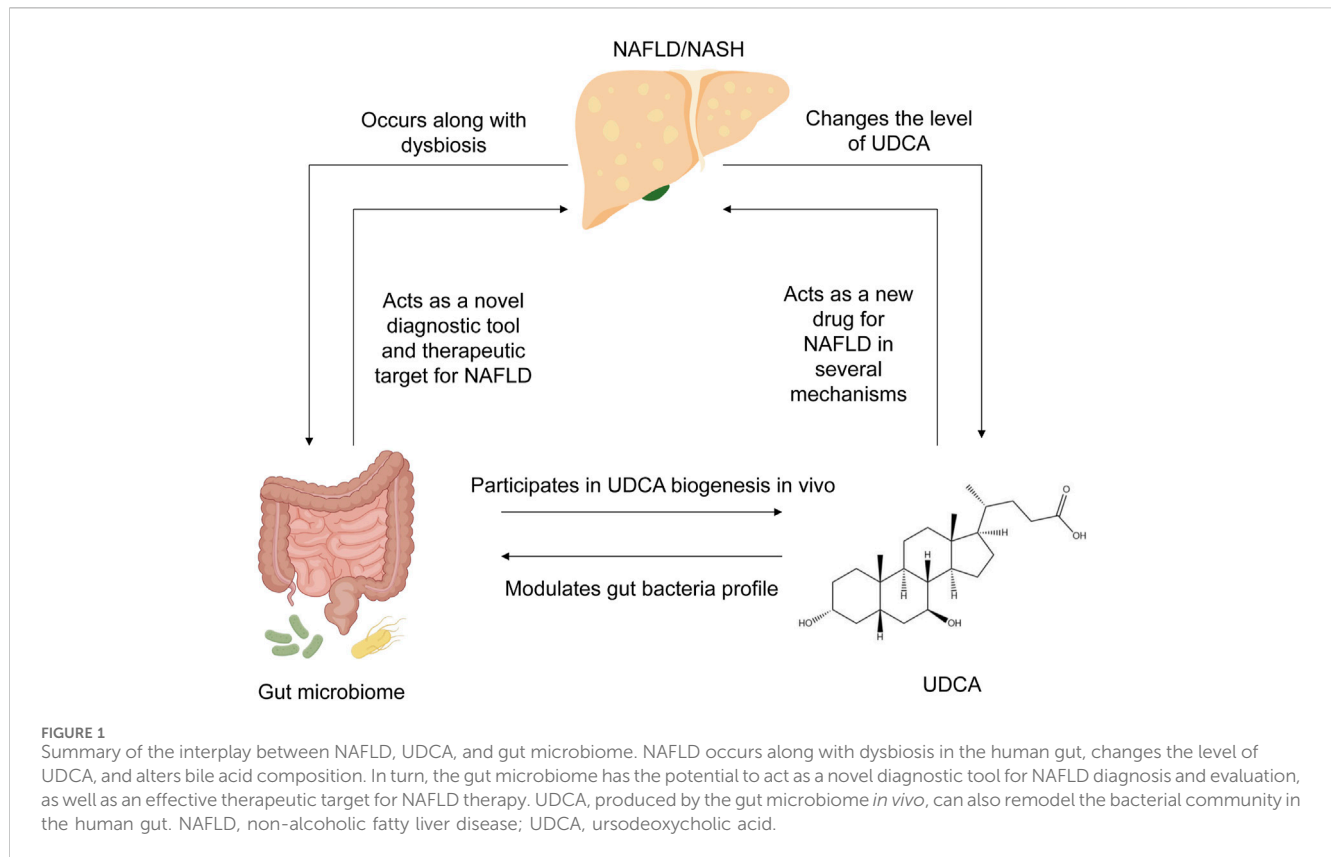 NAFLD/NASH
Occurs along with
dysbiosis
Changes the level
of UDCA
Acts as a novel
diagnostic tool
and therapeutic
target for NAFLD
Acts as a new
drug for
NAFLD in
several
mechanisms
Participates in UDCA biogenesis in vivo
Modulates gut bacteria profile
O
OH
H
H
H
H
HO
H
OH
Gut microbiome
UDCA
FIGURE 1
Summary of the interplay between NAFLD, UDCA, and gut microbiome. NAFLD occurs along with dysbiosis in the human gut, changes the level of
UDCA, and alters bile acid composition. In turn, the gut microbiome has the potential to act as a novel diagnostic tool for NAFLD diagnosis and evaluation,
as well as an effective therapeutic target for NAFLD therapy. UDCA, produced by the gut microbiome in vivo, can also remodel the bacterial community in
the human gut. NAFLD, non-alcoholic fatty liver disease; UDCA, ursodeoxycholic acid.